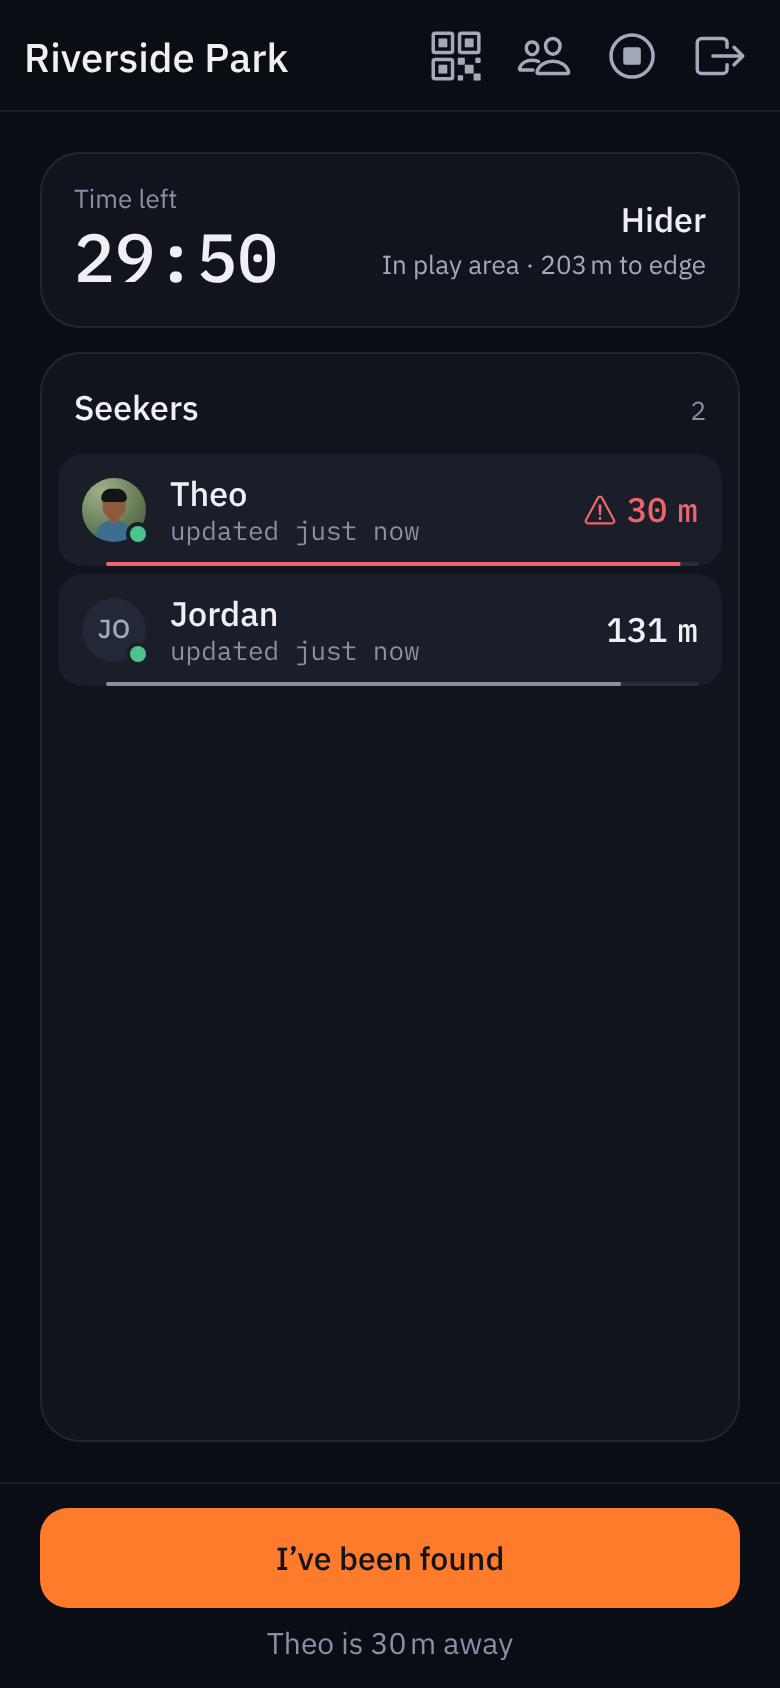 Riverside Park
Time left
29:50
Hider
In play area · 203 m to edge
Seekers
2
Theo
updated just now
30 m
JO
Jordan
updated just now
131 m
I’ve been found
Theo is 30 m away